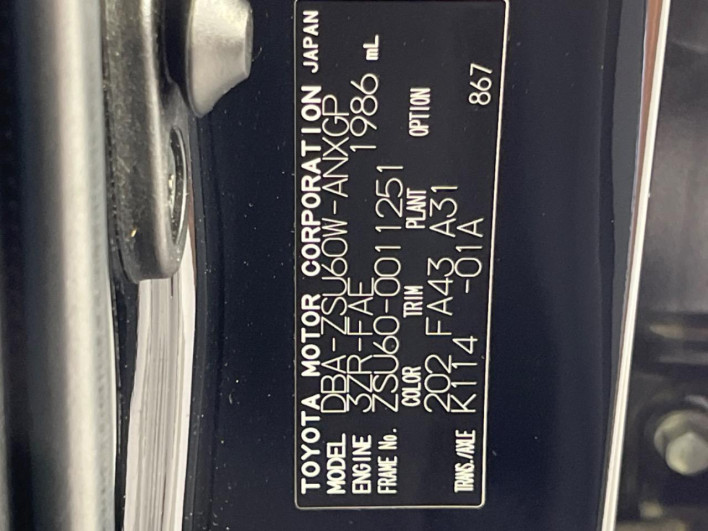 TOYOTA MOTOR CORPORATION JAPAN
MODEL DBA-ZSU60W-ANXGP
ENGINE 3ZR-FAE 1986 mL
FRAME No. ZSU60-0011251
COLOR TRIM PLANT OPTION
202 FA43 A31
TRANS./AXLE K114 -01A 867